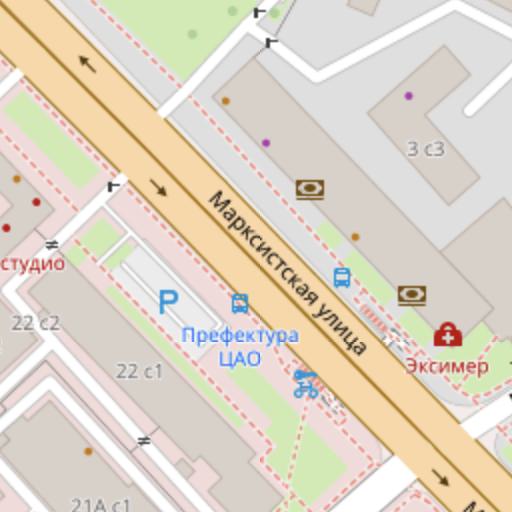 3 с3
Марксистская улица
студио
P
Префектура
ЦАО
22 с2
22 с1
Эксимер
21А с1
М